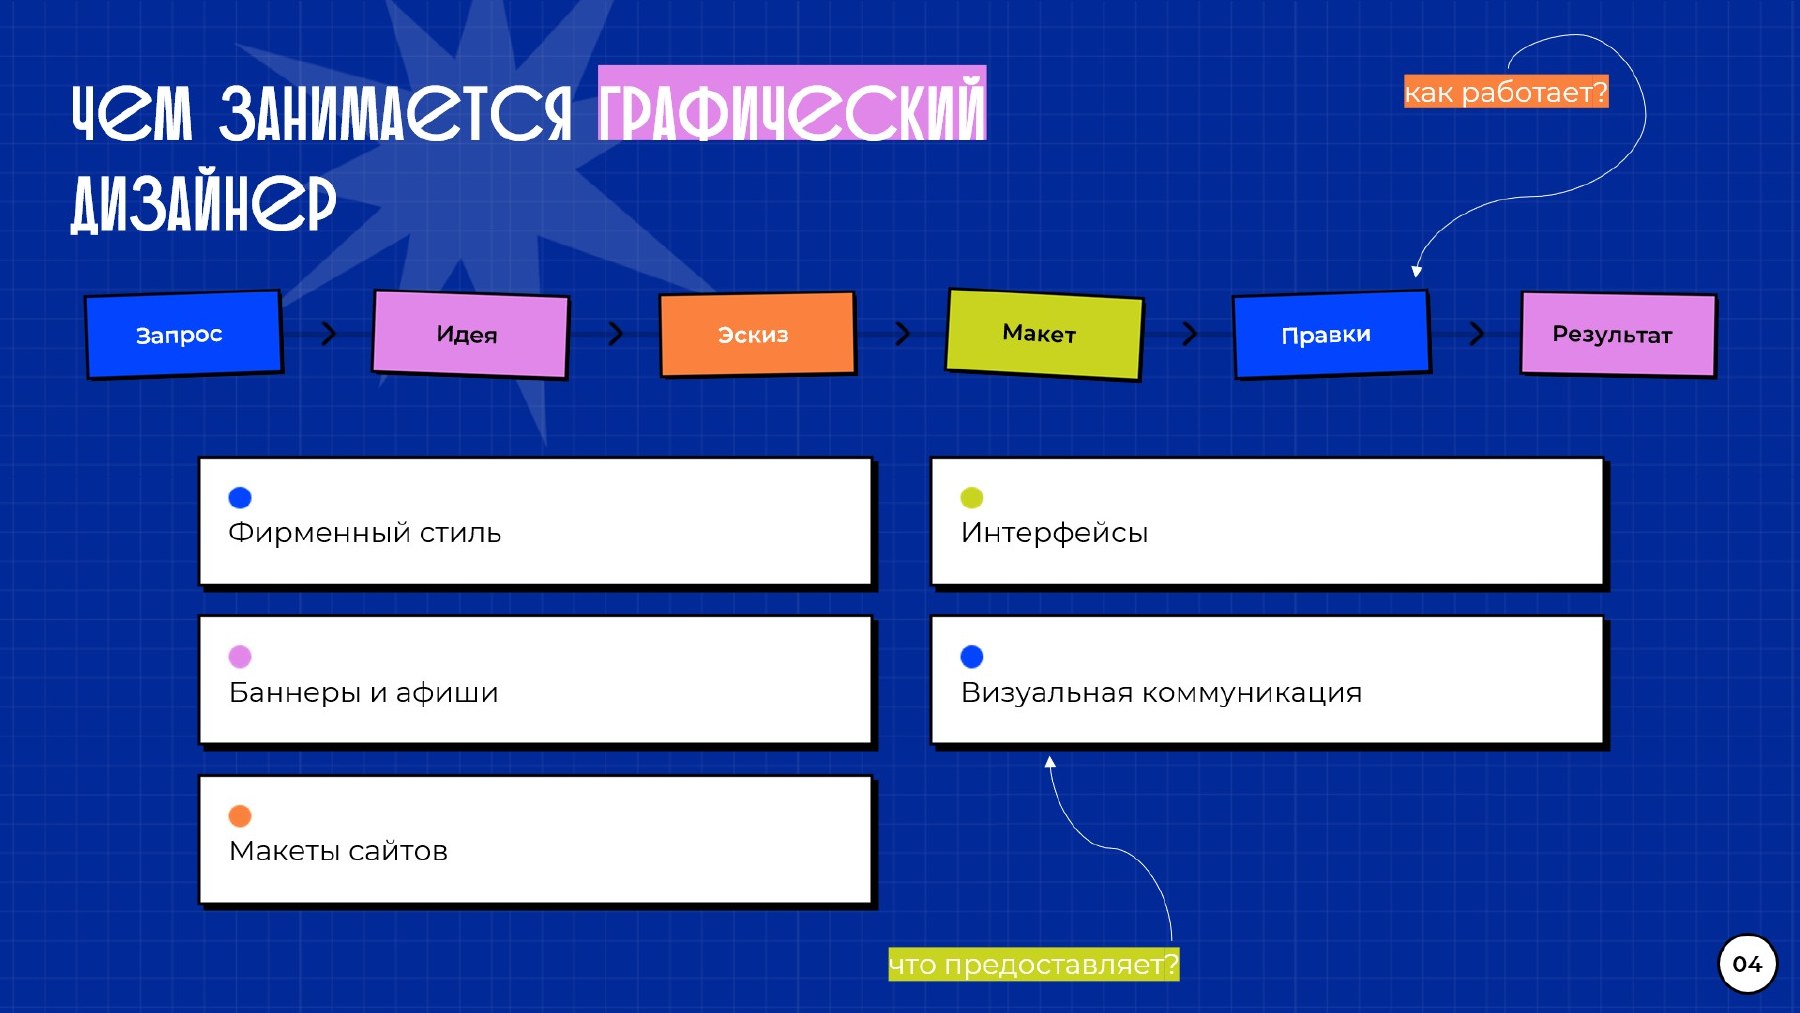 чем занимается графический
дизайнер
как работает?
Запрос
Идея
Эскиз
Макет
Правки
Результат
Фирменный стиль
Интерфейсы
Баннеры и афиши
Визуальная коммуникация
Макеты сайтов
что предоставляет?
04